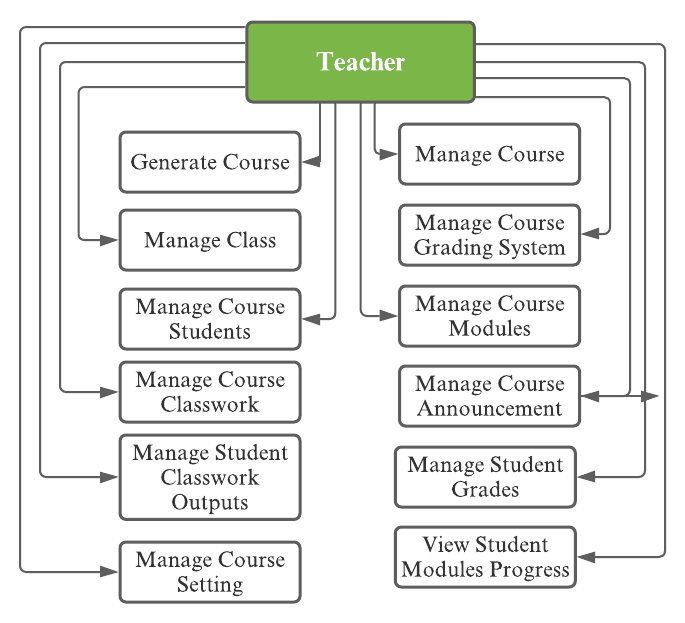 Teacher
Generate Course
Manage Class
Manage Course
Students
Manage Course
Classwork
Manage Student
Classwork
Outputs
Manage Course
Setting
Manage Course
Manage Course
Grading System
Manage Course
Modules
Manage Course
Announcement
Manage Student
Grades
View Student
Modules Progress